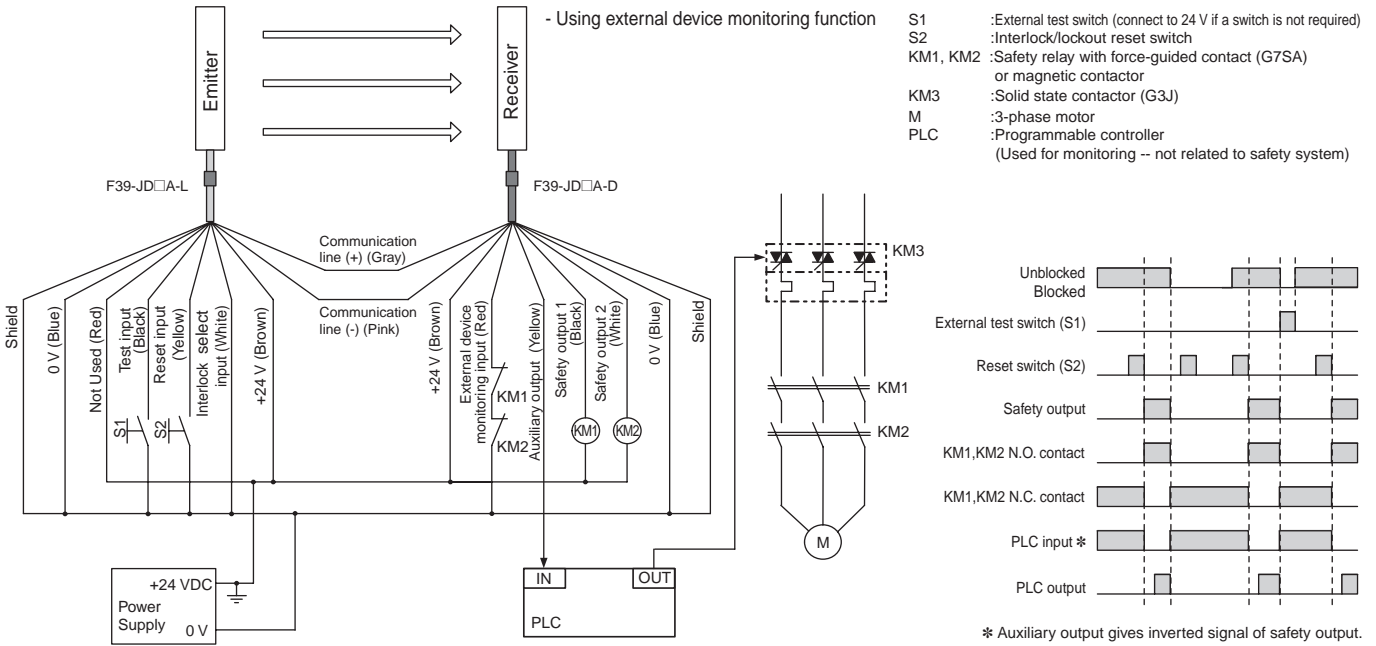 - Using external device monitoring function
S1 :External test switch (connect to 24 V if a switch is not required)
S2 :Interlock/lockout reset switch
KM1, KM2 :Safety relay with force-guided contact (G7SA)
or magnetic contactor
KM3 :Solid state contactor (G3J)
M :3-phase motor
PLC :Programmable controller
(Used for monitoring -- not related to safety system)
Emitter
Receiver
F39-JD□A-L
F39-JD□A-D
Communication
line (+) (Gray)
Communication
line (-) (Pink)
Shield
0 V (Blue)
Not Used (Red)
Test input
(Black)
Reset input
(Yellow)
Interlock select
input (White)
+24 V (Brown)
+24 V (Brown)
External device
monitoring input (Red)
Auxiliary output (Yellow)
Safety output 1
(Black)
Safety output 2
(White)
0 V (Blue)
Shield
S1
S2
KM1
KM2
KM1
KM2
KM3
KM1
KM2
M
+24 VDC
Power
Supply
0 V
IN
OUT
PLC
Unblocked
Blocked
External test switch (S1)
Reset switch (S2)
Safety output
KM1,KM2 N.O. contact
KM1,KM2 N.C. contact
PLC input ✻
PLC output
✻ Auxiliary output gives inverted signal of safety output.